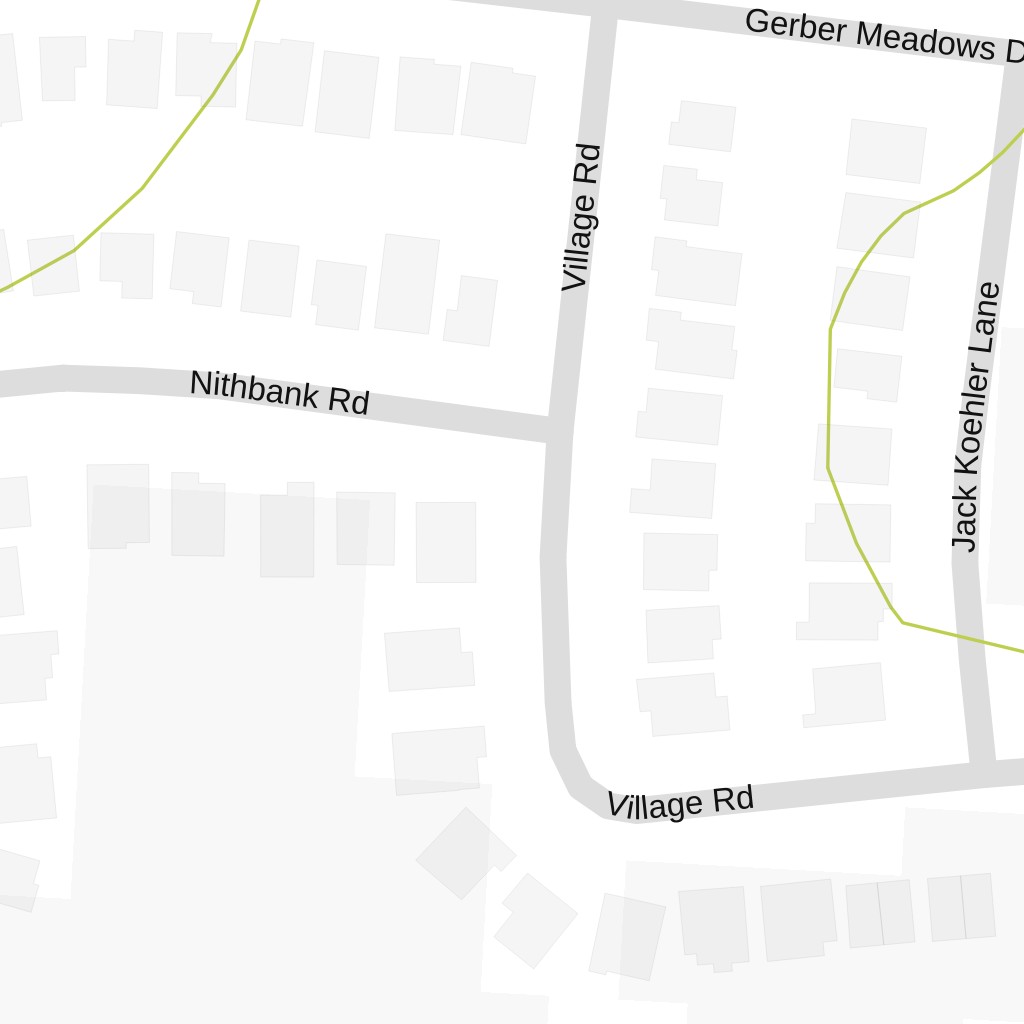 Gerber Meadows D
Village Rd
Jack Koehler Lane
Nithbank Rd
Village Rd